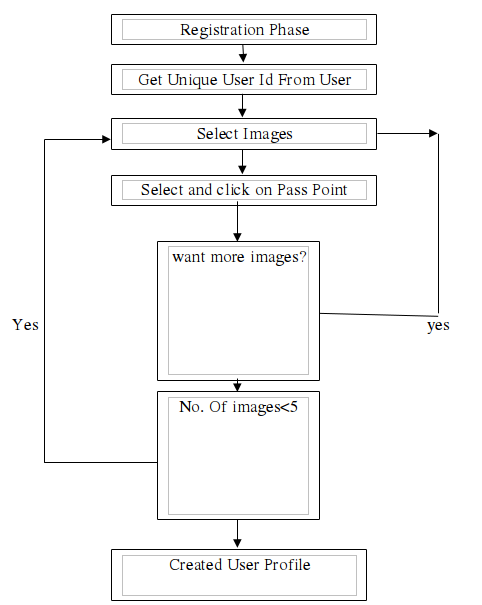 Registration Phase
Get Unique User Id From User
Select Images
Select and click on Pass Point
want more images?
Yes
yes
No. Of images<5
Created User Profile